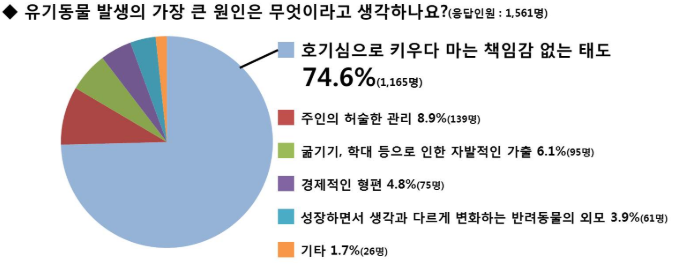 ◆ 유기동물 발생의 가장 큰 원인은 무엇이라고 생각하나요?(응답인원 : 1,561명)
호기심으로 키우다 마는 책임감 없는 태도
74.6%(1,165명)
주인의 허술한 관리 8.9%(139명)
굶기기, 학대 등으로 인한 자발적인 가출 6.1%(95명)
경제적인 형편 4.8%(75명)
성장하면서 생각과 다르게 변화하는 반려동물의 외모 3.9%(61명)
기타 1.7%(26명)